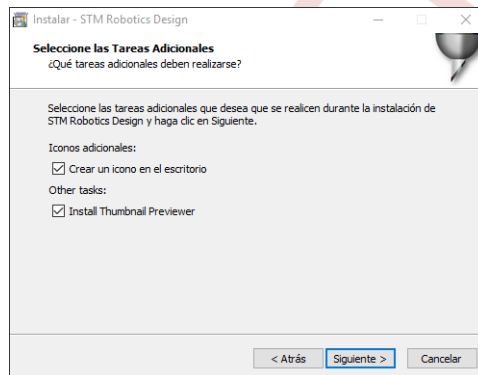 Instalar - STM Robotics Design
Seleccione las Tareas Adicionales
¿Qué tareas adicionales deben realizarse?
Seleccione las tareas adicionales que desea que se realicen durante la instalación de
STM Robotics Design y haga clic en Siguiente.
Iconos adicionales:
Crear un icono en el escritorio
Other tasks:
Install Thumbnail Previewer
< Atrás
Siguiente >
Cancelar